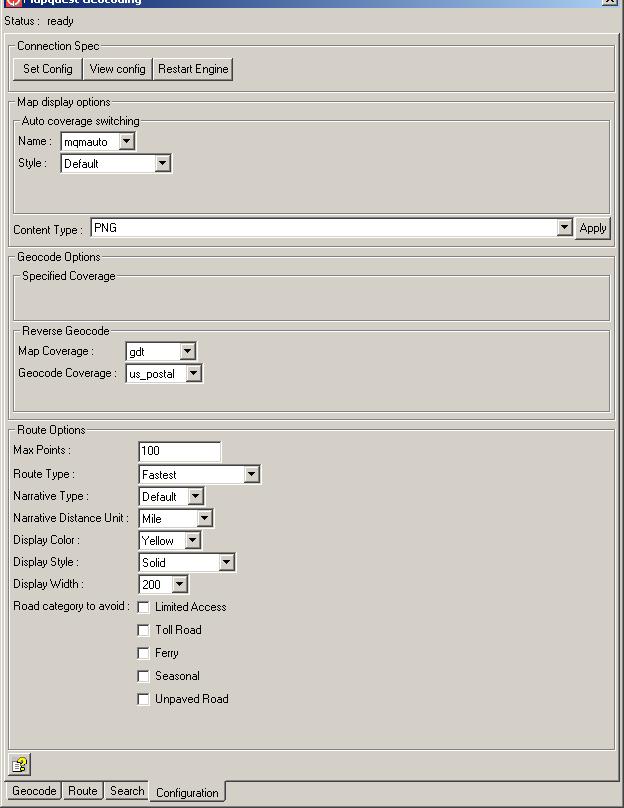 Mapquest Geocoding
Status : ready
Connection Spec
Set Config View config Restart Engine
Map display options
Auto coverage switching
Name : mqmauto
Style : Default
Content Type : PNG Apply
Geocode Options
Specified Coverage
Reverse Geocode
Map Coverage : gdt
Geocode Coverage : us_postal
Route Options
Max Points : 100
Route Type : Fastest
Narrative Type : Default
Narrative Distance Unit : Mile
Display Color : Yellow
Display Style : Solid
Display Width : 200
Road category to avoid : Limited Access
Toll Road
Ferry
Seasonal
Unpaved Road
Geocode Route Search Configuration